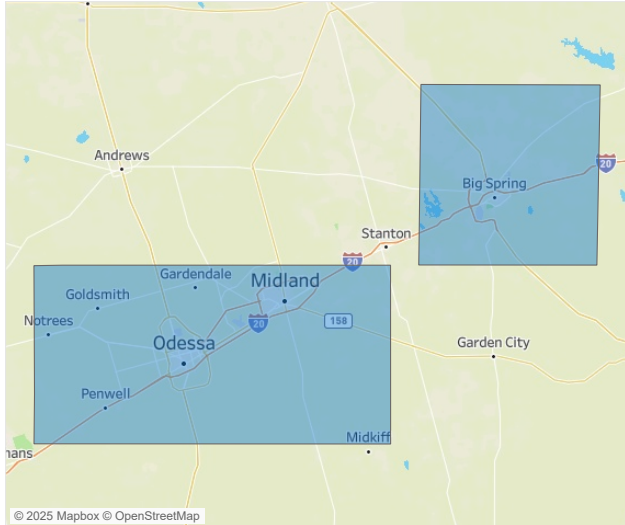 Andrews
20
Big Spring
Stanton
20
Gardendale
Midland
Goldsmith
Notrees
20
158
Odessa
Garden City
Penwell
Midkiff
nans
© 2025 Mapbox © OpenStreetMap